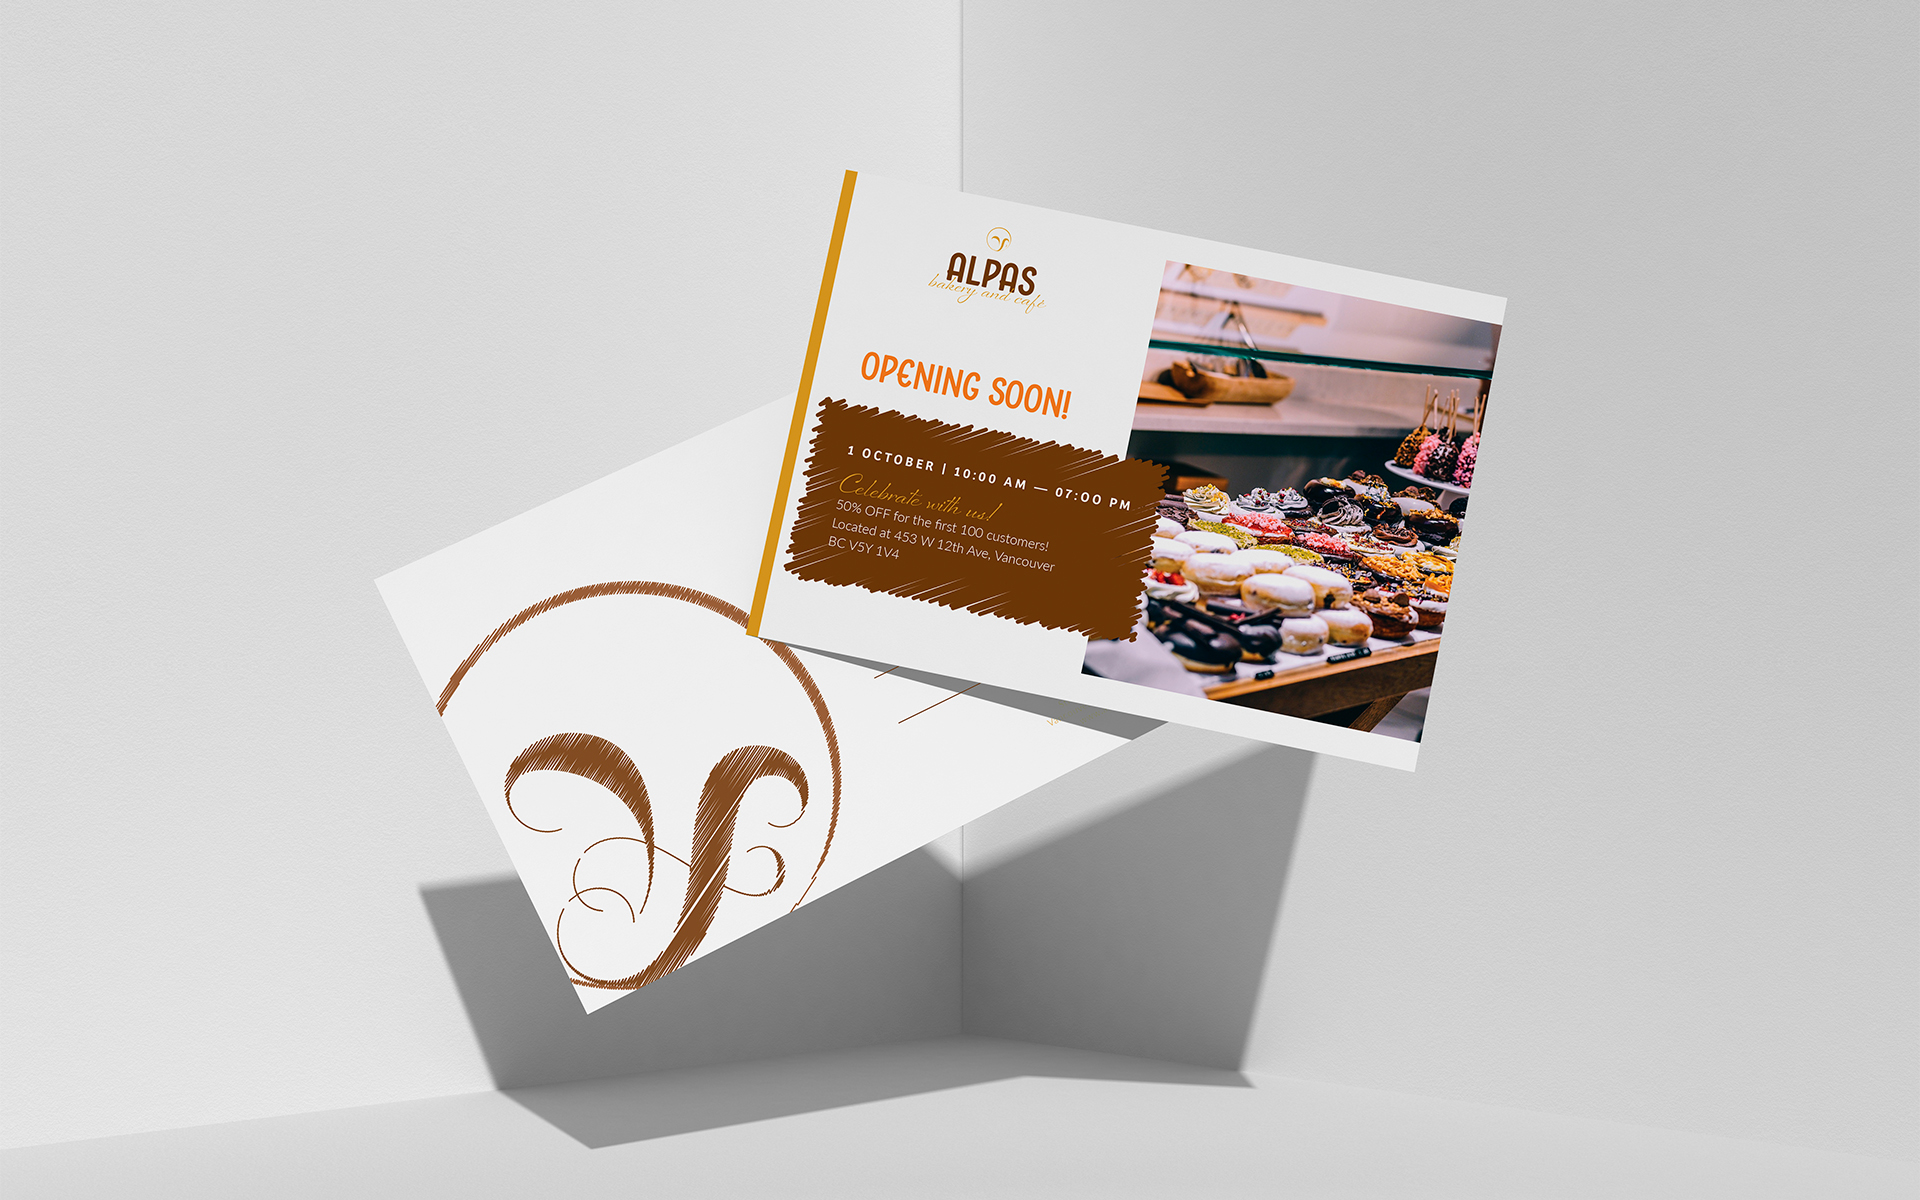 ALPAS
bakery and café
OPENING SOON!
1 OCTOBER | 10:00 AM — 07:00 PM
Celebrate with us!
50% OFF for the first 100 customers!
Located at 453 W 12th Ave, Vancouver
BC V5Y 1V4